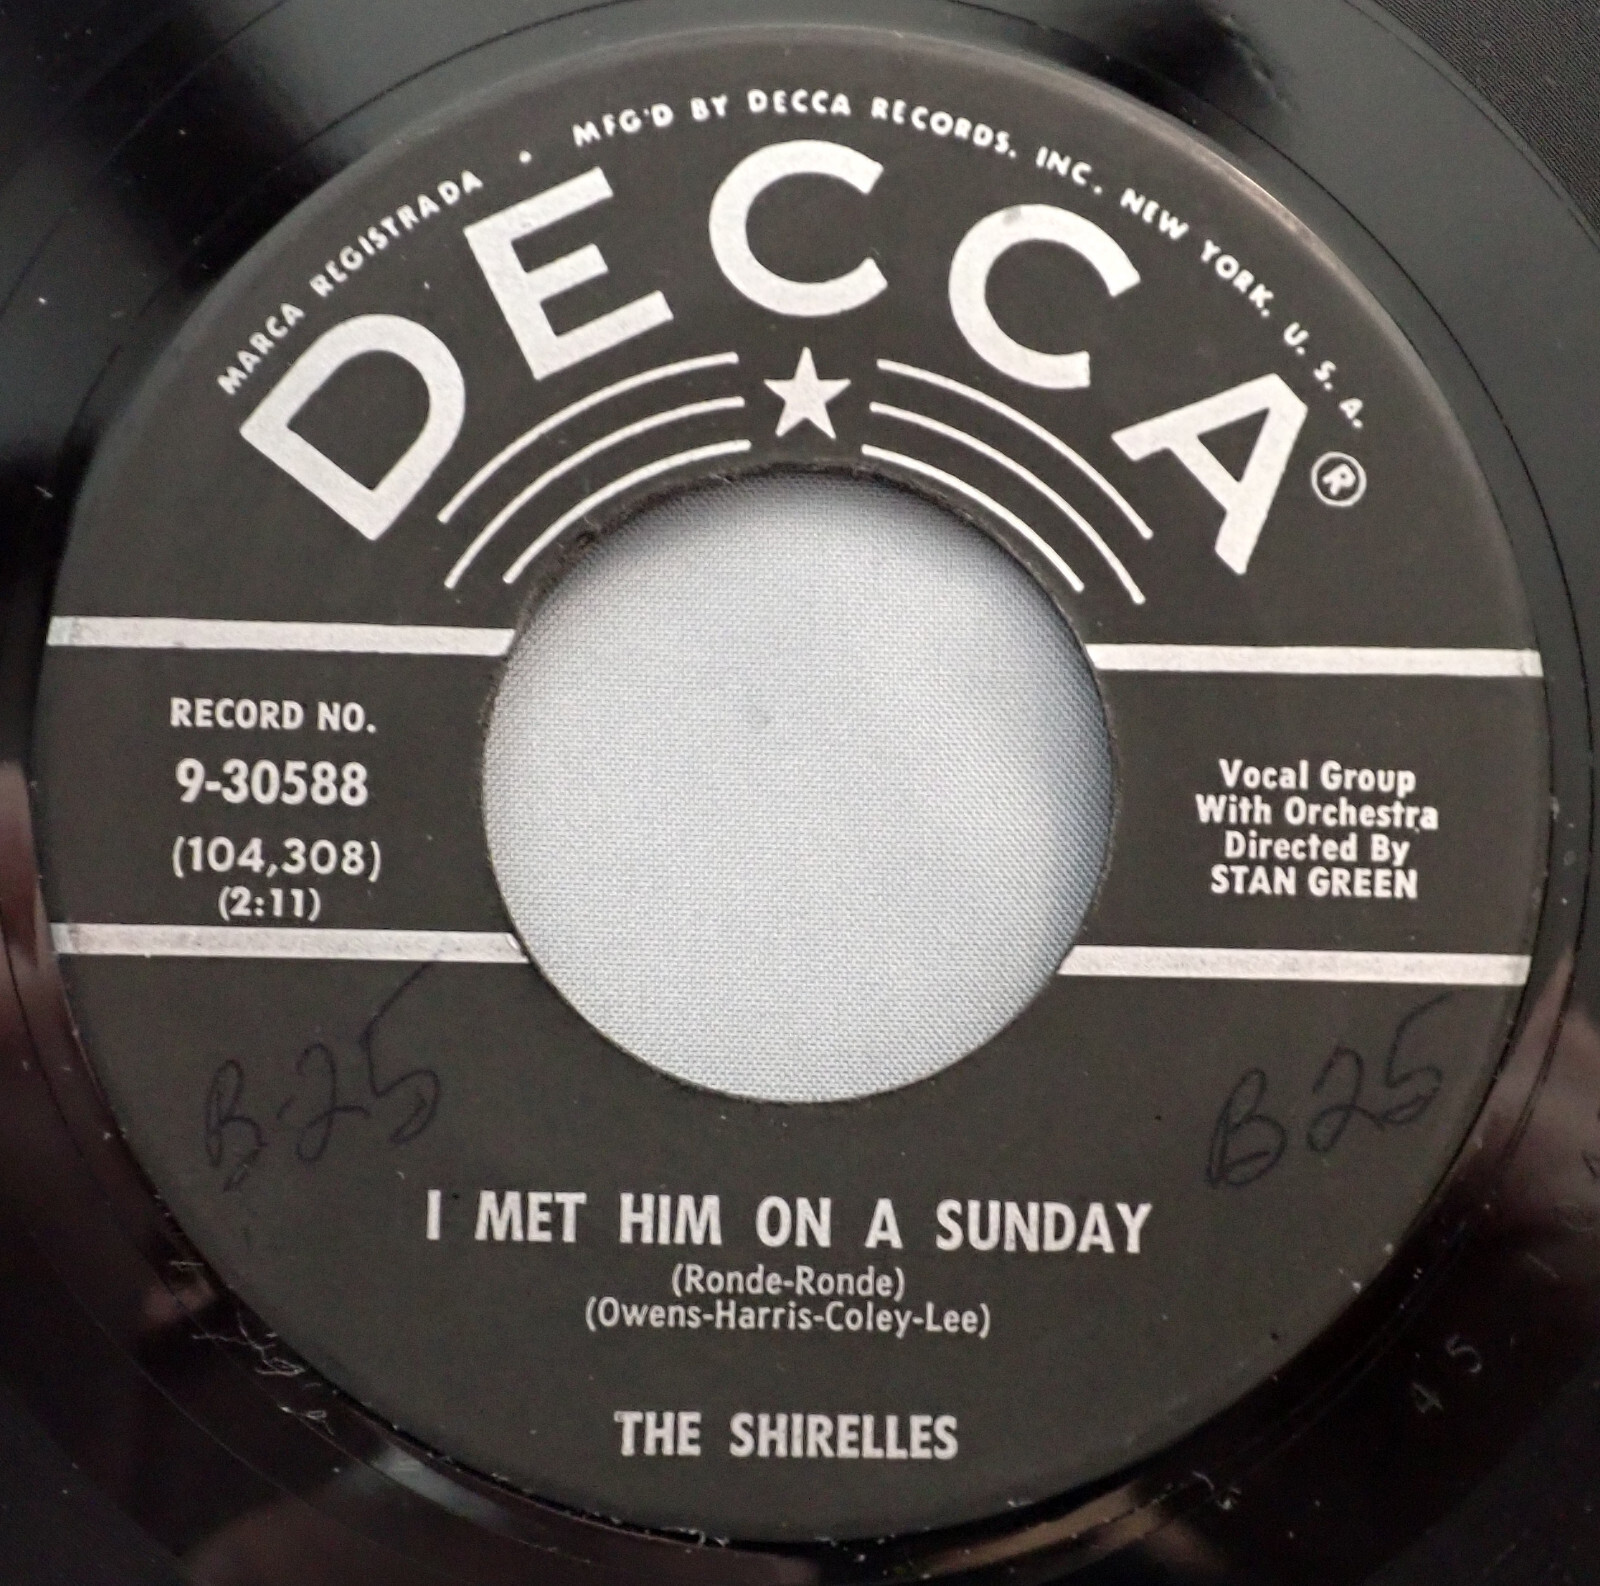 MARCA REGISTRADA • MFG'D BY DECCA RECORDS, INC., NEW YORK, U. S. A.
DECCA®
RECORD NO.
9-30588
(104,308)
(2:11)
Vocal Group
With Orchestra
Directed By
STAN GREEN
B-25
B25
I MET HIM ON A SUNDAY
(Ronde-Ronde)
(Owens-Harris-Coley-Lee)
THE SHIRELLES
45